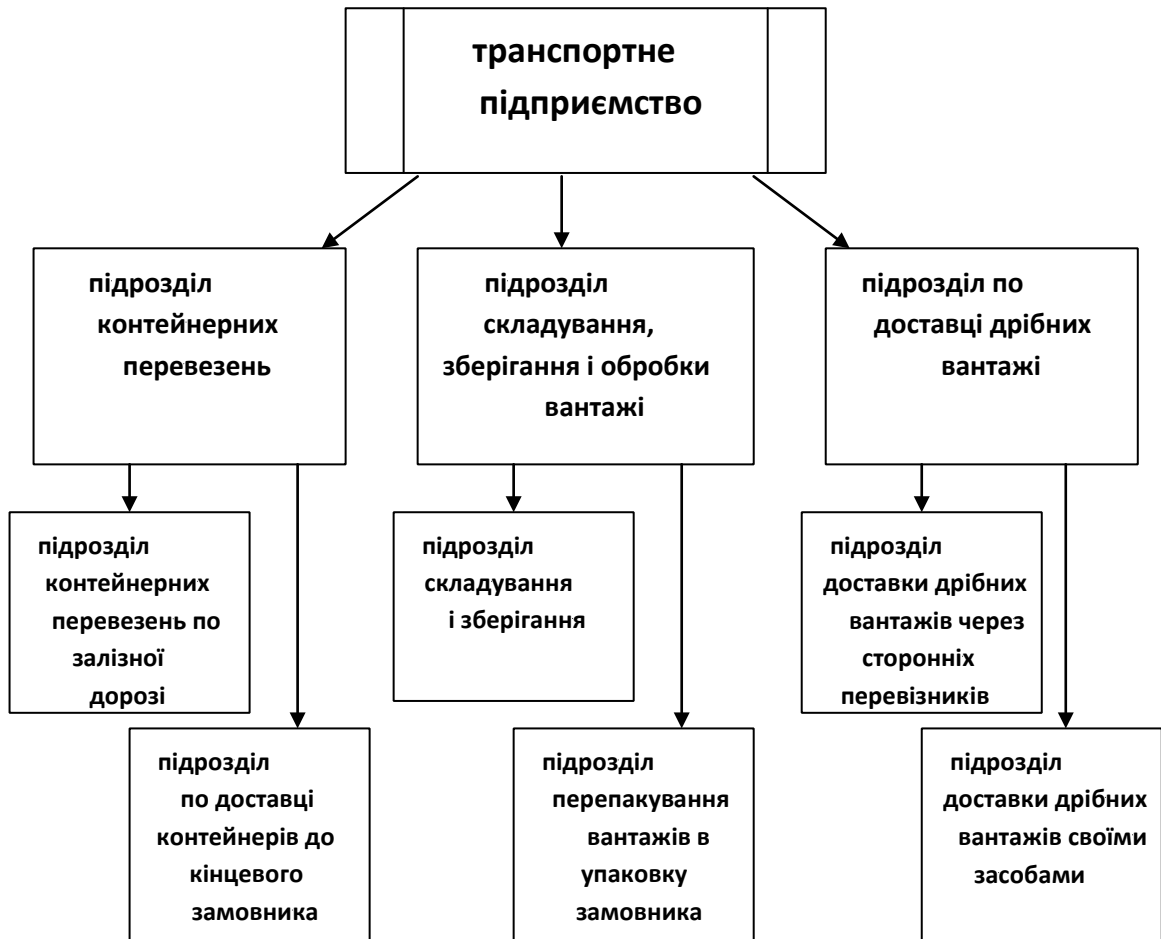 транспортне
підприємство
підрозділ
контейнерних
перевезень
підрозділ
складування,
зберігання і обробки
вантажі
підрозділ по
доставці дрібних
вантажі
підрозділ
контейнерних
перевезень по
залізної
дорозі
підрозділ
складування
і зберігання
підрозділ
доставки дрібних
вантажів через
сторонніх
перевізників
підрозділ
по доставці
контейнерів до
кінцевого
замовника
підрозділ
перепакування
вантажів в
упаковку
замовника
підрозділ
доставки дрібних
вантажів своїми
засобами